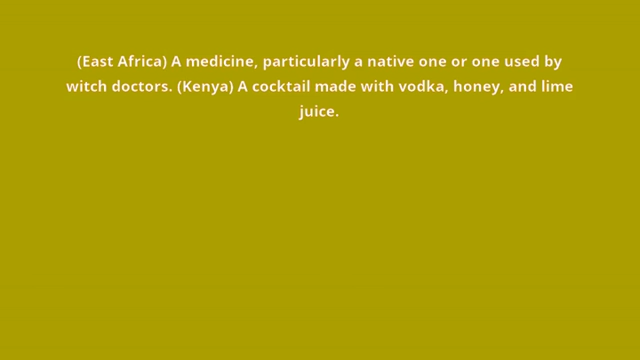 (East Africa) A medicine, particularly a native one or one used by
witch doctors. (Kenya) A cocktail made with vodka, honey, and lime
juice.